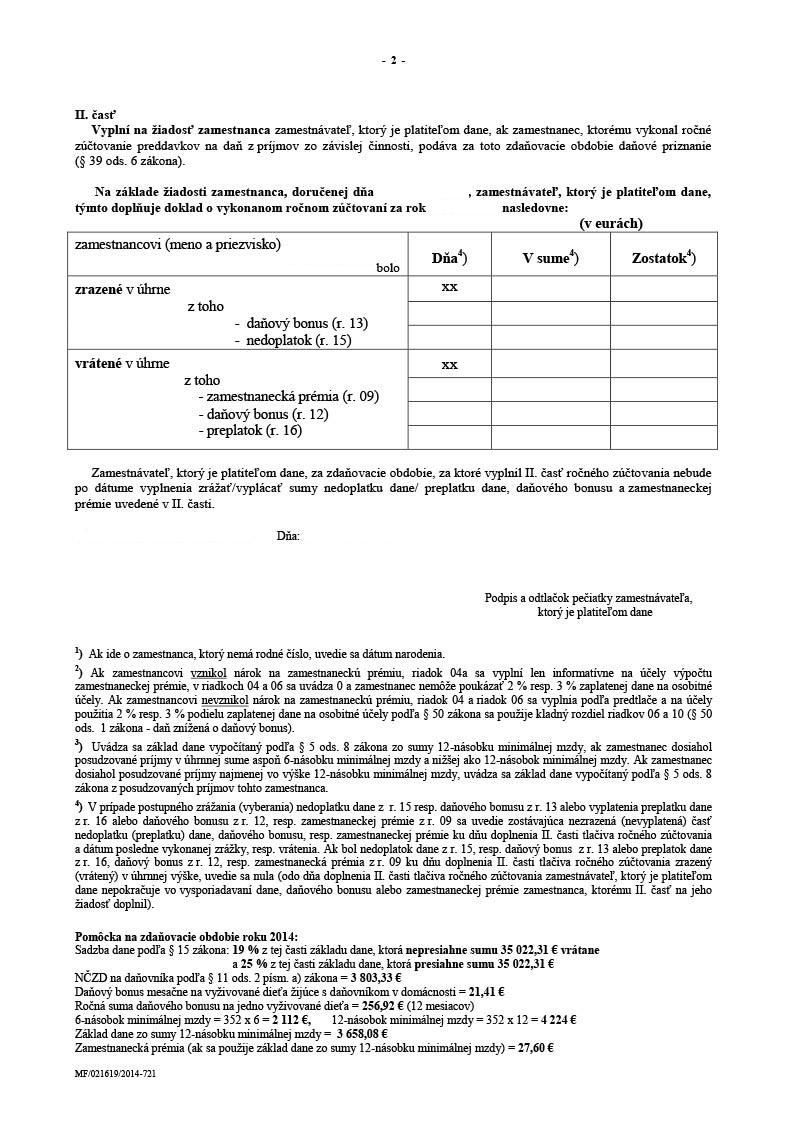 - 2 -
II. časť
Vyplní na žiadosť zamestnanca zamestnávateľ, ktorý je platiteľom dane, ak zamestnanec, ktorému vykonal ročné
zúčtovanie preddavkov na daň z príjmov zo závislej činnosti, podáva za toto zdaňovacie obdobie daňové priznanie
(§ 39 ods. 6 zákona).
Na základe žiadosti zamestnanca, doručenej dňa , zamestnávateľ, ktorý je platiteľom dane,
týmto doplňuje doklad o vykonanom ročnom zúčtovaní za rok nasledovne:
(v eurách)
zamestnancovi (meno a priezvisko)
bolo
Dňa4) V sume4) Zostatok4)
zrazené v úhrne xx
z toho
- daňový bonus (r. 13)
- nedoplatok (r. 15)
vrátené v úhrne xx
z toho
- zamestnanecká prémia (r. 09)
- daňový bonus (r. 12)
- preplatok (r. 16)
Zamestnávateľ, ktorý je platiteľom dane, za zdaňovacie obdobie, za ktoré vyplnil II. časť ročného zúčtovania nebude
po dátume vyplnenia zrážať/vyplácať sumy nedoplatku dane/ preplatku dane, daňového bonusu a zamestnaneckej
prémie uvedené v II. časti.
Dňa:
Podpis a odtlačok pečiatky zamestnávateľa,
ktorý je platiteľom dane
1) Ak ide o zamestnanca, ktorý nemá rodné číslo, uvedie sa dátum narodenia.
2) Ak zamestnancovi vznikol nárok na zamestnaneckú prémiu, riadok 04a sa vyplní len informatívne na účely výpočtu
zamestnaneckej prémie, v riadkoch 04 a 06 sa uvádza 0 a zamestnanec nemôže poukázať 2 % resp. 3 % zaplatenej dane na osobitné
účely. Ak zamestnancovi nevznikol nárok na zamestnaneckú prémiu, riadok 04 a riadok 06 sa vyplnia podľa predtlače a na účely
použitia 2 % resp. 3 % podielu zaplatenej dane na osobitné účely podľa § 50 zákona sa použije kladný rozdiel riadkov 06 a 10 (§ 50
ods. 1 zákona - daň znížená o daňový bonus).
3) Uvádza sa základ dane vypočítaný podľa § 5 ods. 8 zákona zo sumy 12-násobku minimálnej mzdy, ak zamestnanec dosiahol
posudzované príjmy v úhrnnej sume aspoň 6-násobku minimálnej mzdy a nižšej ako 12-násobok minimálnej mzdy. Ak zamestnanec
dosiahol posudzované príjmy najmenej vo výške 12-násobku minimálnej mzdy, uvádza sa základ dane vypočítaný podľa § 5 ods. 8
zákona z posudzovaných príjmov tohto zamestnanca.
4) V prípade postupného zrážania (vyberania) nedoplatku dane z r. 15 resp. daňového bonusu z r. 13 alebo vyplatenia preplatku dane
z r. 16 alebo daňového bonusu z r. 12, resp. zamestnaneckej prémie z r. 09 sa uvedie zostávajúca nezrazená (nevyplatená) časť
nedoplatku (preplatku) dane, daňového bonusu, resp. zamestnaneckej prémie ku dňu doplnenia II. časti tlačiva ročného zúčtovania
a dátum posledne vykonanej zrážky, resp. vrátenia. Ak bol nedoplatok dane z r. 15, resp. daňový bonus z r. 13 alebo preplatok dane
z r. 16, daňový bonus z r. 12, resp. zamestnanecká prémia z r. 09 ku dňu doplnenia II. časti tlačiva ročného zúčtovania zrazený
(vrátený) v úhrnnej výške, uvedie sa nula (odo dňa doplnenia II. časti tlačiva ročného zúčtovania zamestnávateľ, ktorý je platiteľom
dane nepokračuje vo vysporiadavaní dane, daňového bonusu alebo zamestnaneckej prémie zamestnanca, ktorému II. časť na jeho
žiadosť doplnil).
Pomôcka na zdaňovacie obdobie roku 2014:
Sadzba dane podľa § 15 zákona: 19 % z tej časti základu dane, ktorá nepresiahne sumu 35 022,31 € vrátane
a 25 % z tej časti základu dane, ktorá presiahne sumu 35 022,31 €
NČZD na daňovníka podľa § 11 ods. 2 písm. a) zákona = 3 803,33 €
Daňový bonus mesačne na vyživované dieťa žijúce s daňovníkom v domácnosti = 21,41 €
Ročná suma daňového bonusu na jedno vyživované dieťa = 256,92 € (12 mesiacov)
6-násobok minimálnej mzdy = 352 x 6 = 2 112 €, 12-násobok minimálnej mzdy = 352 x 12 = 4 224 €
Základ dane zo sumy 12-násobku minimálnej mzdy = 3 658,08 €
Zamestnanecká prémia (ak sa použije základ dane zo sumy 12-násobku minimálnej mzdy) = 27,60 €
MF/021619/2014-721